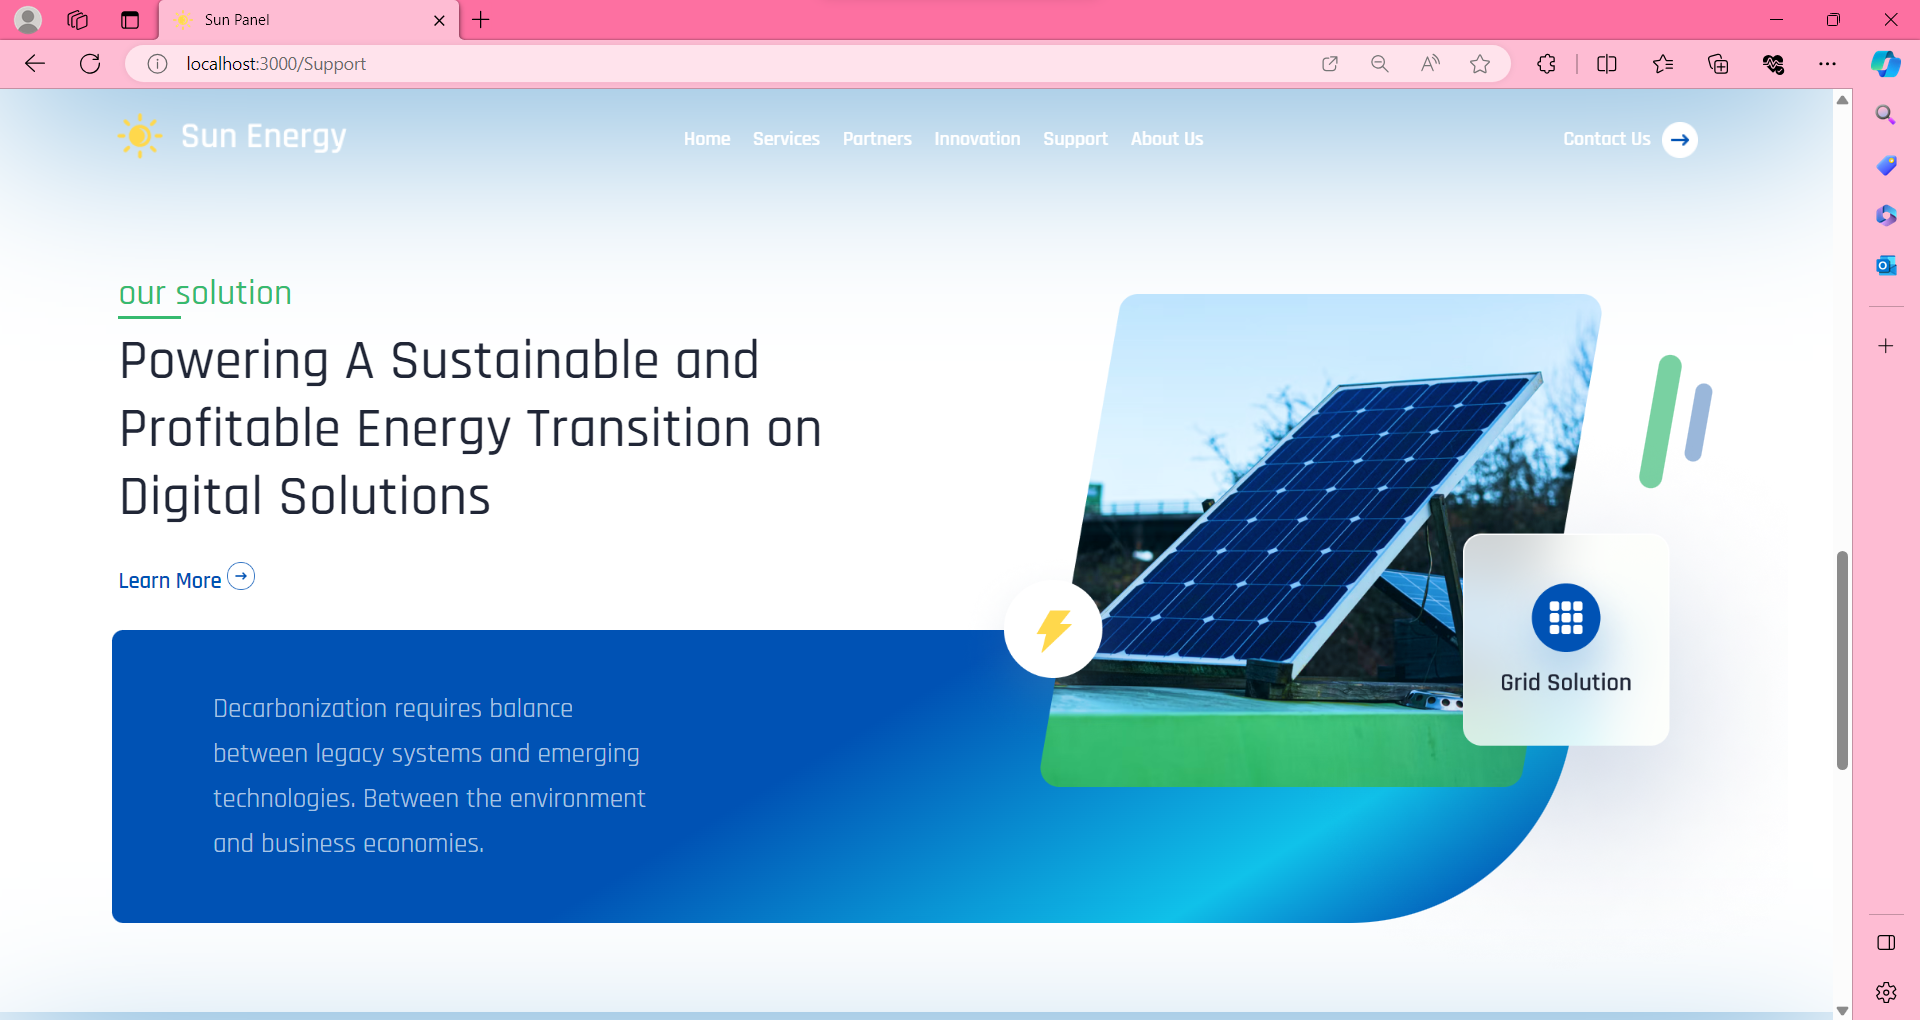 Sun Panel
localhost:3000/Support
Sun Energy
Home Services Partners Innovation Support About Us
Contact Us
our solution
Powering A Sustainable and
Profitable Energy Transition on
Digital Solutions
Learn More
Grid Solution
Decarbonization requires balance
between legacy systems and emerging
technologies. Between the environment
and business economies.